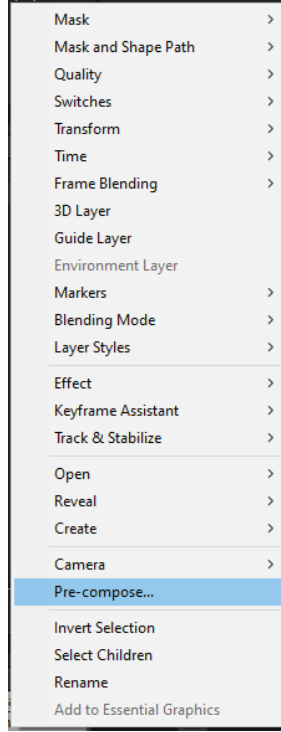 Mask
Mask and Shape Path
Quality
Switches
Transform
Time
Frame Blending
3D Layer
Guide Layer
Environment Layer
Markers
Blending Mode
Layer Styles
Effect
Keyframe Assistant
Track & Stabilize
Open
Reveal
Create
Camera
Pre-compose...
Invert Selection
Select Children
Rename
Add to Essential Graphics